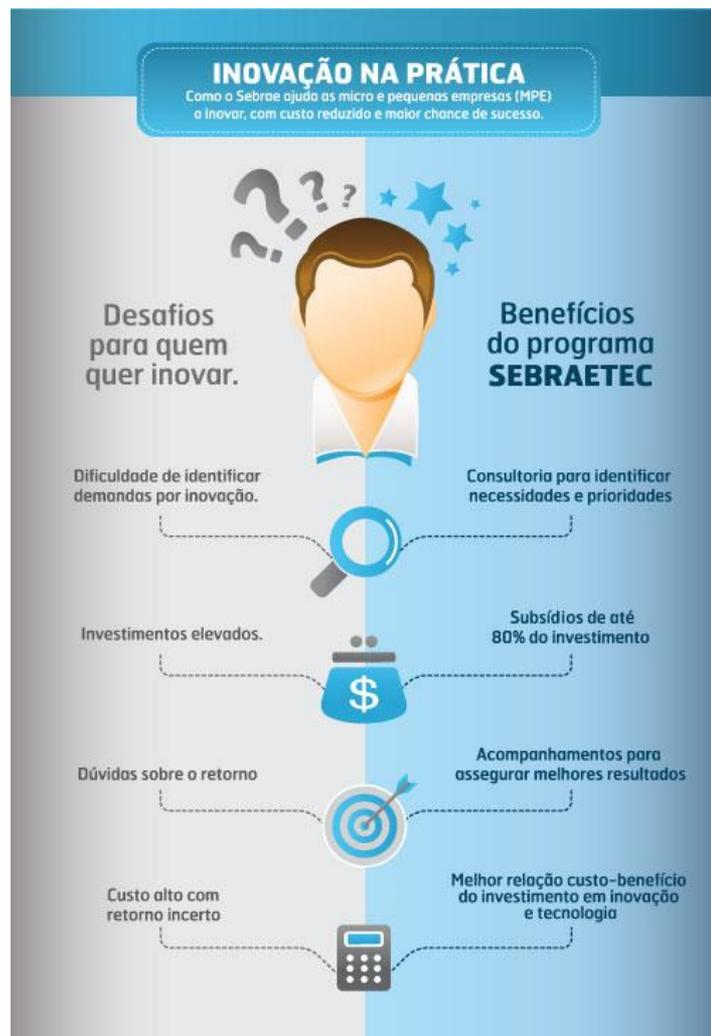 INOVAÇÃO NA PRÁTICA
Como o Sebrae ajuda as micro e pequenas empresas (MPE)
a inovar, com custo reduzido e maior chance de sucesso.
???
?
Desafios
para quem
quer inovar.
Benefícios
do programa
SEBRAETEC
Dificuldade de identificar
demandas por inovação.
Consultoria para identificar
necessidades e prioridades
Investimentos elevados.
Subsídios de até
80% do investimento
$
Dúvidas sobre o retorno
Acompanhamentos para
assegurar melhores resultados
Custo alto com
retorno incerto
Melhor relação custo-benefício
do investimento em inovação
e tecnologia